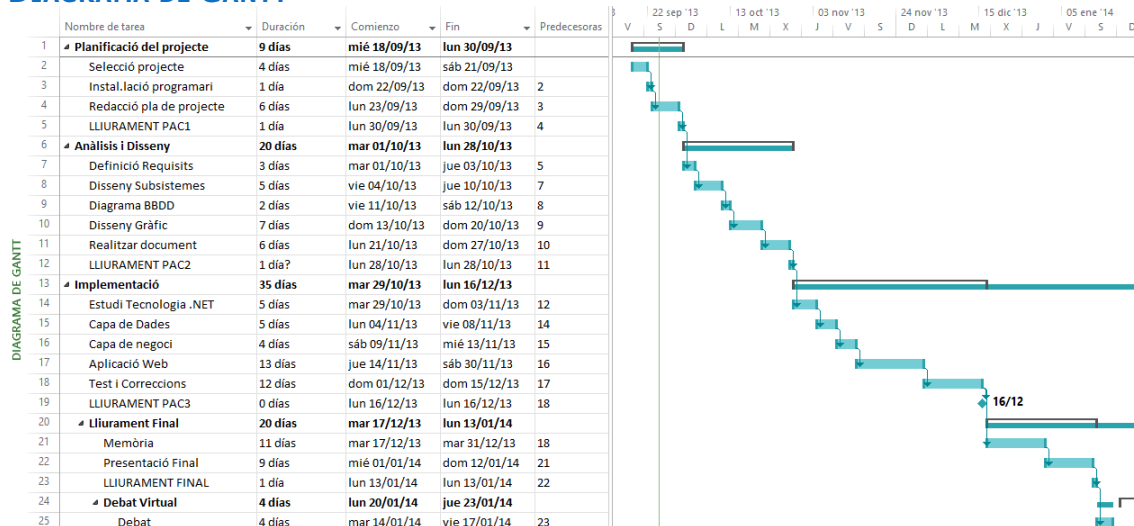 DIAGRAMA DE GANTT
Nombre de tarea Duración Comienzo Fin Predecesoras
22 sep '13 13 oct '13 03 nov '13 24 nov '13 15 dic '13 05 ene '14
V S D L M X J V S D L M X J V S D
1 Planificació del projecte 9 días mié 18/09/13 lun 30/09/13
2 Selecció projecte 4 días mié 18/09/13 sáb 21/09/13
3 Instal.lació programari 1 día dom 22/09/13 dom 22/09/13 2
4 Redacció pla de projecte 6 días lun 23/09/13 dom 29/09/13 3
5 LLIURAMENT PAC1 1 día lun 30/09/13 lun 30/09/13 4
6 Anàlisis i Disseny 20 días mar 01/10/13 lun 28/10/13
7 Definició Requisits 3 días mar 01/10/13 jue 03/10/13 5
8 Disseny Subsistemes 5 días vie 04/10/13 jue 10/10/13 7
9 Diagrama BBDD 2 días vie 11/10/13 sáb 12/10/13 8
10 Disseny Gràfic 7 días dom 13/10/13 dom 20/10/13 9
11 Realitzar document 6 días lun 21/10/13 dom 27/10/13 10
12 LLIURAMENT PAC2 1 día? lun 28/10/13 lun 28/10/13 11
13 Implementació 35 días mar 29/10/13 lun 16/12/13
14 Estudi Tecnologia .NET 5 días mar 29/10/13 dom 03/11/13 12
15 Capa de Dades 5 días lun 04/11/13 vie 08/11/13 14
16 Capa de negoci 4 días sáb 09/11/13 mié 13/11/13 15
17 Aplicació Web 13 días jue 14/11/13 sáb 30/11/13 16
18 Test i Correccions 12 días dom 01/12/13 dom 15/12/13 17
19 LLIURAMENT PAC3 0 días lun 16/12/13 lun 16/12/13 18 16/12
20 Lliurament Final 20 días mar 17/12/13 lun 13/01/14
21 Memòria 11 días mar 17/12/13 mar 31/12/13 18
22 Presentació Final 9 días mié 01/01/14 dom 12/01/14 21
23 LLIURAMENT FINAL 1 día lun 13/01/14 lun 13/01/14 22
24 Debat Virtual 4 días lun 20/01/14 jue 23/01/14
25 Debat 4 días mar 14/01/14 vie 17/01/14 23
DIAGRAMA DE GANTT